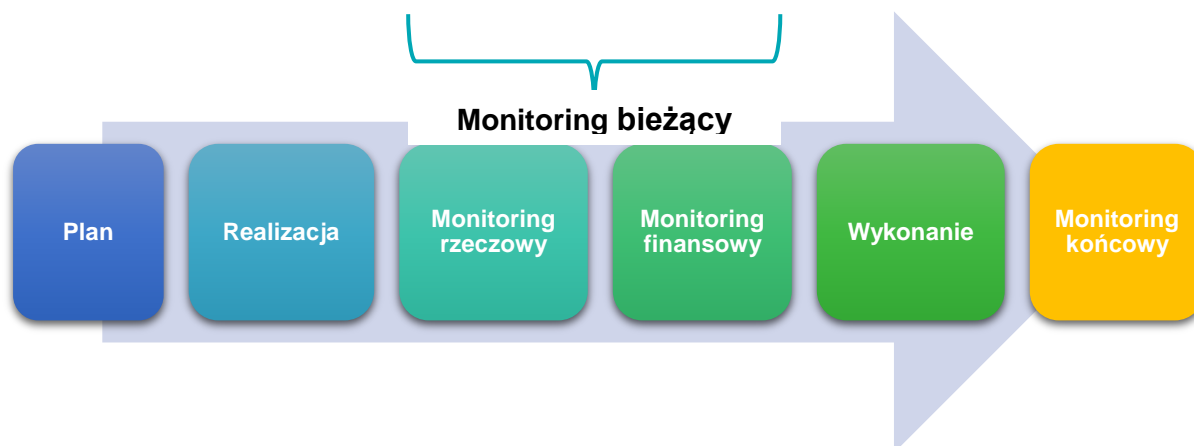 Monitoring bieżący
Plan
Realizacja
Monitoring
rzeczowy
Monitoring
finansowy
Wykonanie
Monitoring
końcowy